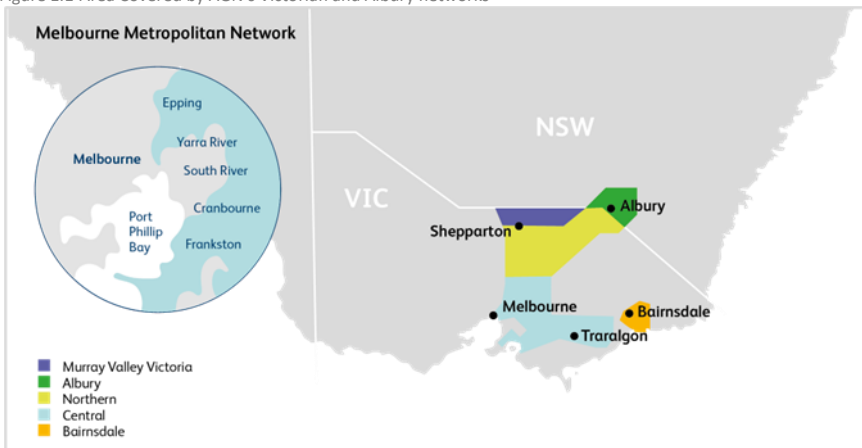 Melbourne Metropolitan Network
Epping
Yarra River
Melbourne
South River
Cranbourne
Port
Phillip
Bay
Frankston
NSW
VIC
Albury
Shepparton
Melbourne
Bairnsdale
Traralgon
Murray Valley Victoria
Albury
Northern
Central
Bairnsdale